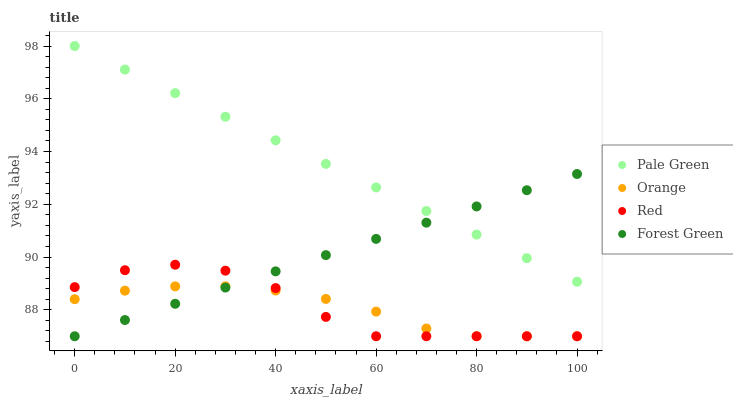 title
98
96
94
92
90
88
yaxis_label
0
20
40
60
80
100
xaxis_label
Pale Green
Orange
Red
Forest Green